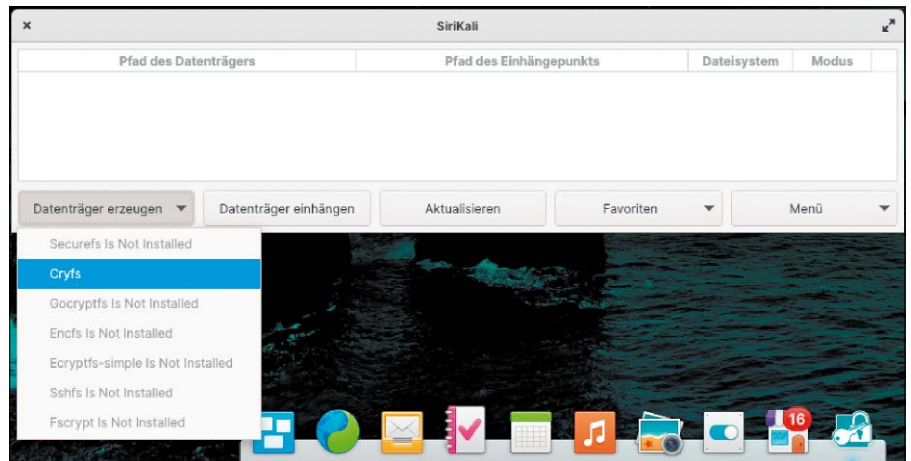 SiriKali
Pfad des Datenträgers Pfad des Einhängepunkts Dateisystem Modus
Datenträger erzeugen Datenträger einhängen Aktualisieren Favoriten Menü
Securefs Is Not Installed
Cryfs
Gocryptfs Is Not Installed
Encfs Is Not Installed
Ecryptfs-simple Is Not Installed
Sshfs Is Not Installed
Fscrypt Is Not Installed
16